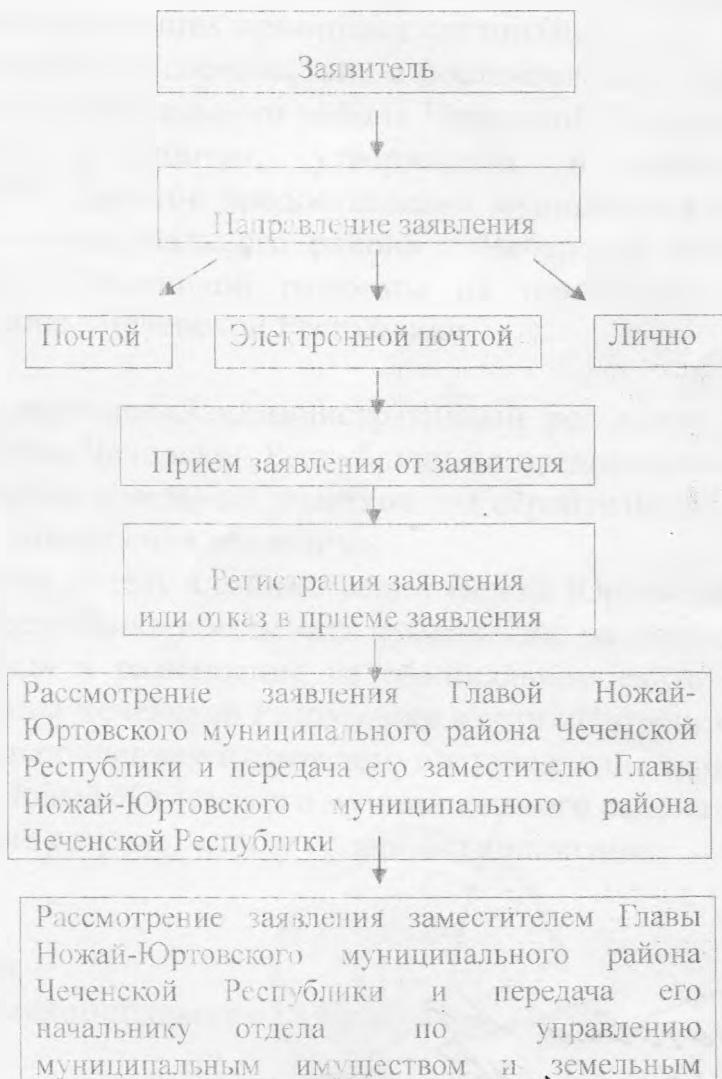 Заявитель
Направление заявления
Почтой
Электронной почтой
Лично
Прием заявления от заявителя
Регистрация заявления
или отказ в приеме заявления
Рассмотрение заявления Главой Ножай-
Юртовского муниципального района Чеченской
Республики и передача его заместителю Главы
Ножай-Юртовского муниципального района
Чеченской Республики
Рассмотрение заявления заместителем Главы
Ножай-Юртовского муниципального района
Чеченской Республики и передача его
начальнику отдела по управлению
муниципальным имуществом и земельным